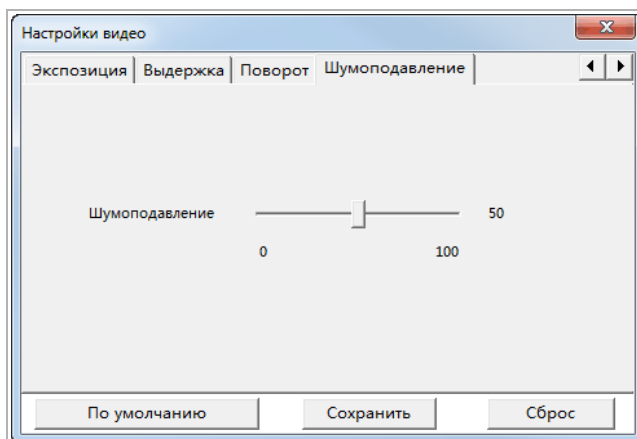 Настройки видео
Экспозиция Выдержка Поворот Шумоподавление
Шумоподавление 50
0 100
По умолчанию Сохранить Сброс